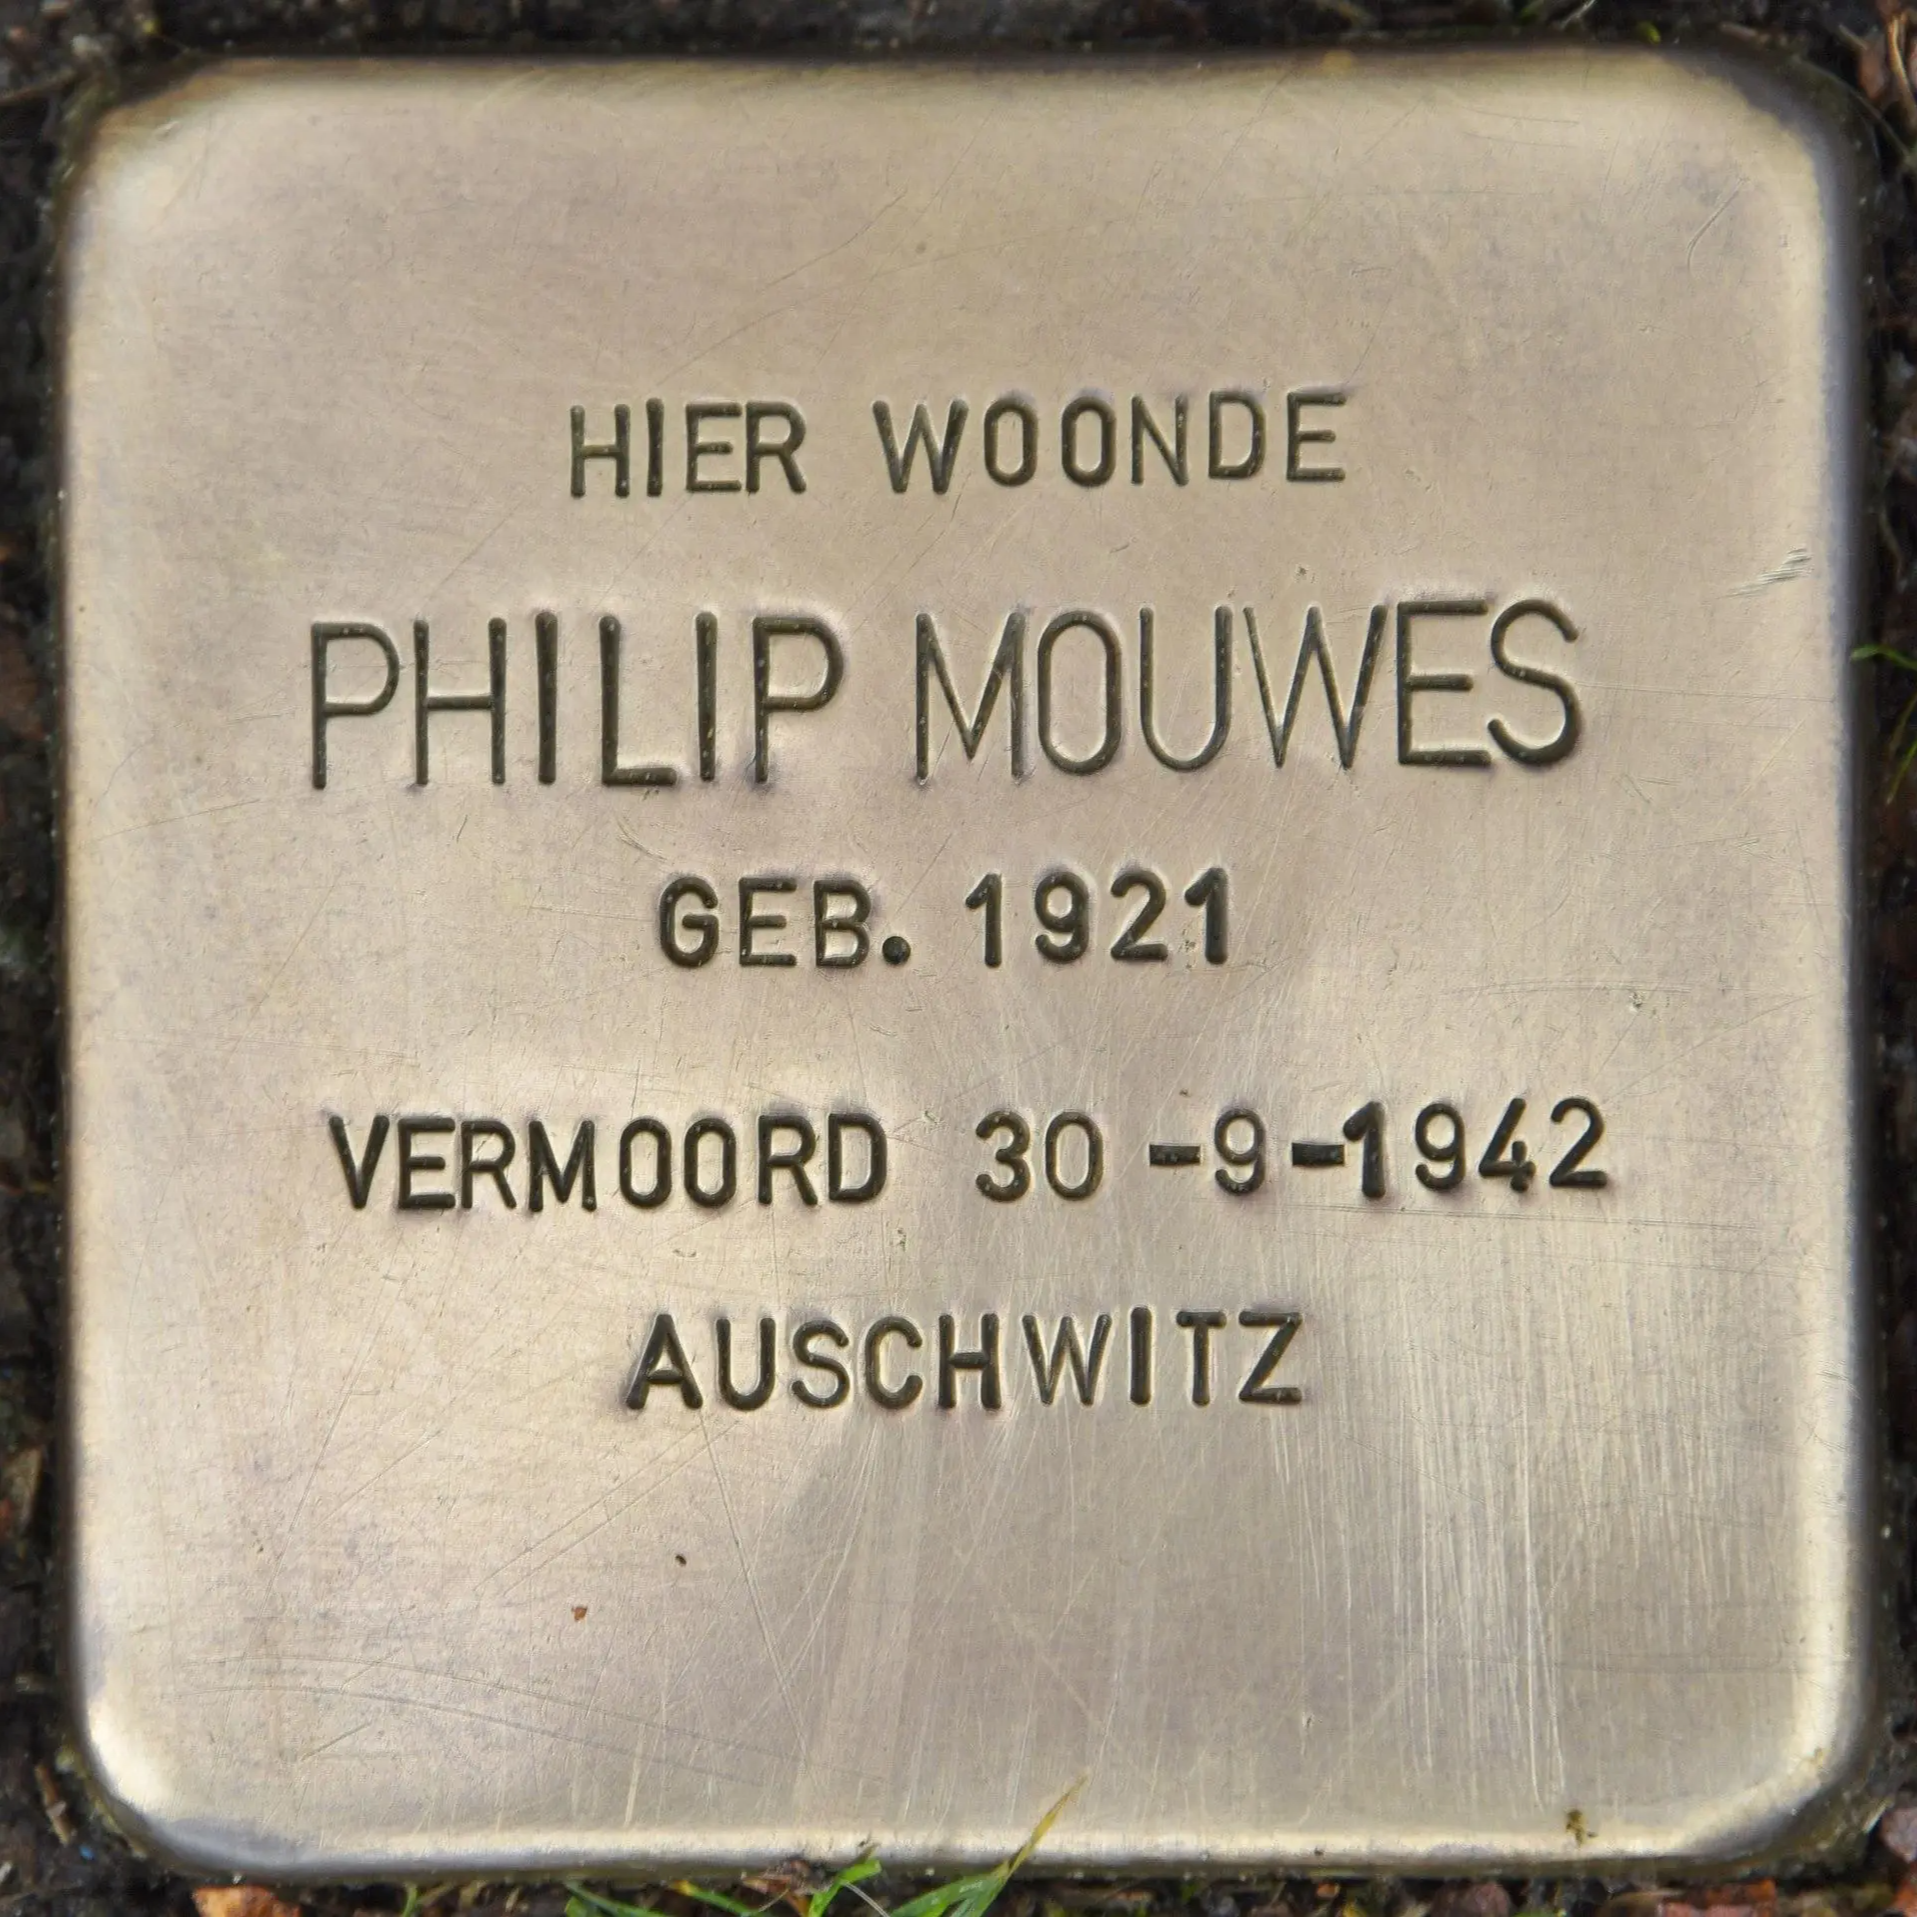 HIER WOONDE
PHILIP MOUWES
GEB. 1921
VERMOORD 30-9-1942
AUSCHWITZ